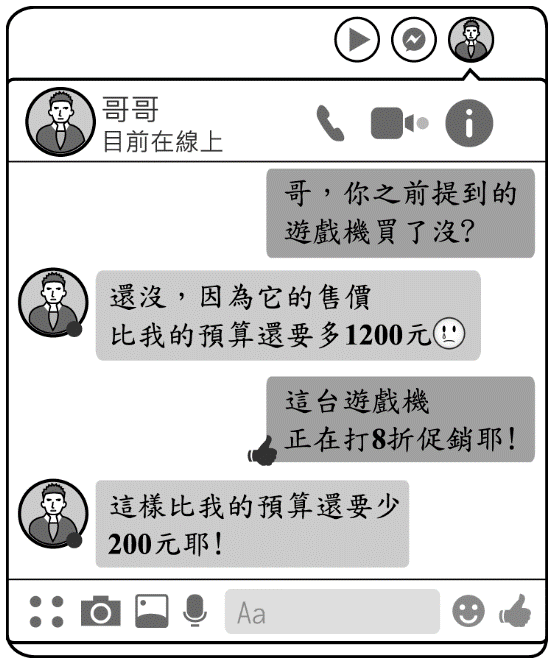 哥哥
目前在線上
哥，你之前提到的
遊戲機買了沒?
還沒，因為它的售價
比我的預算還要多1200元
這台遊戲機
正在打8折促銷耶!
這樣比我的預算還要少
200元耶!
Aa